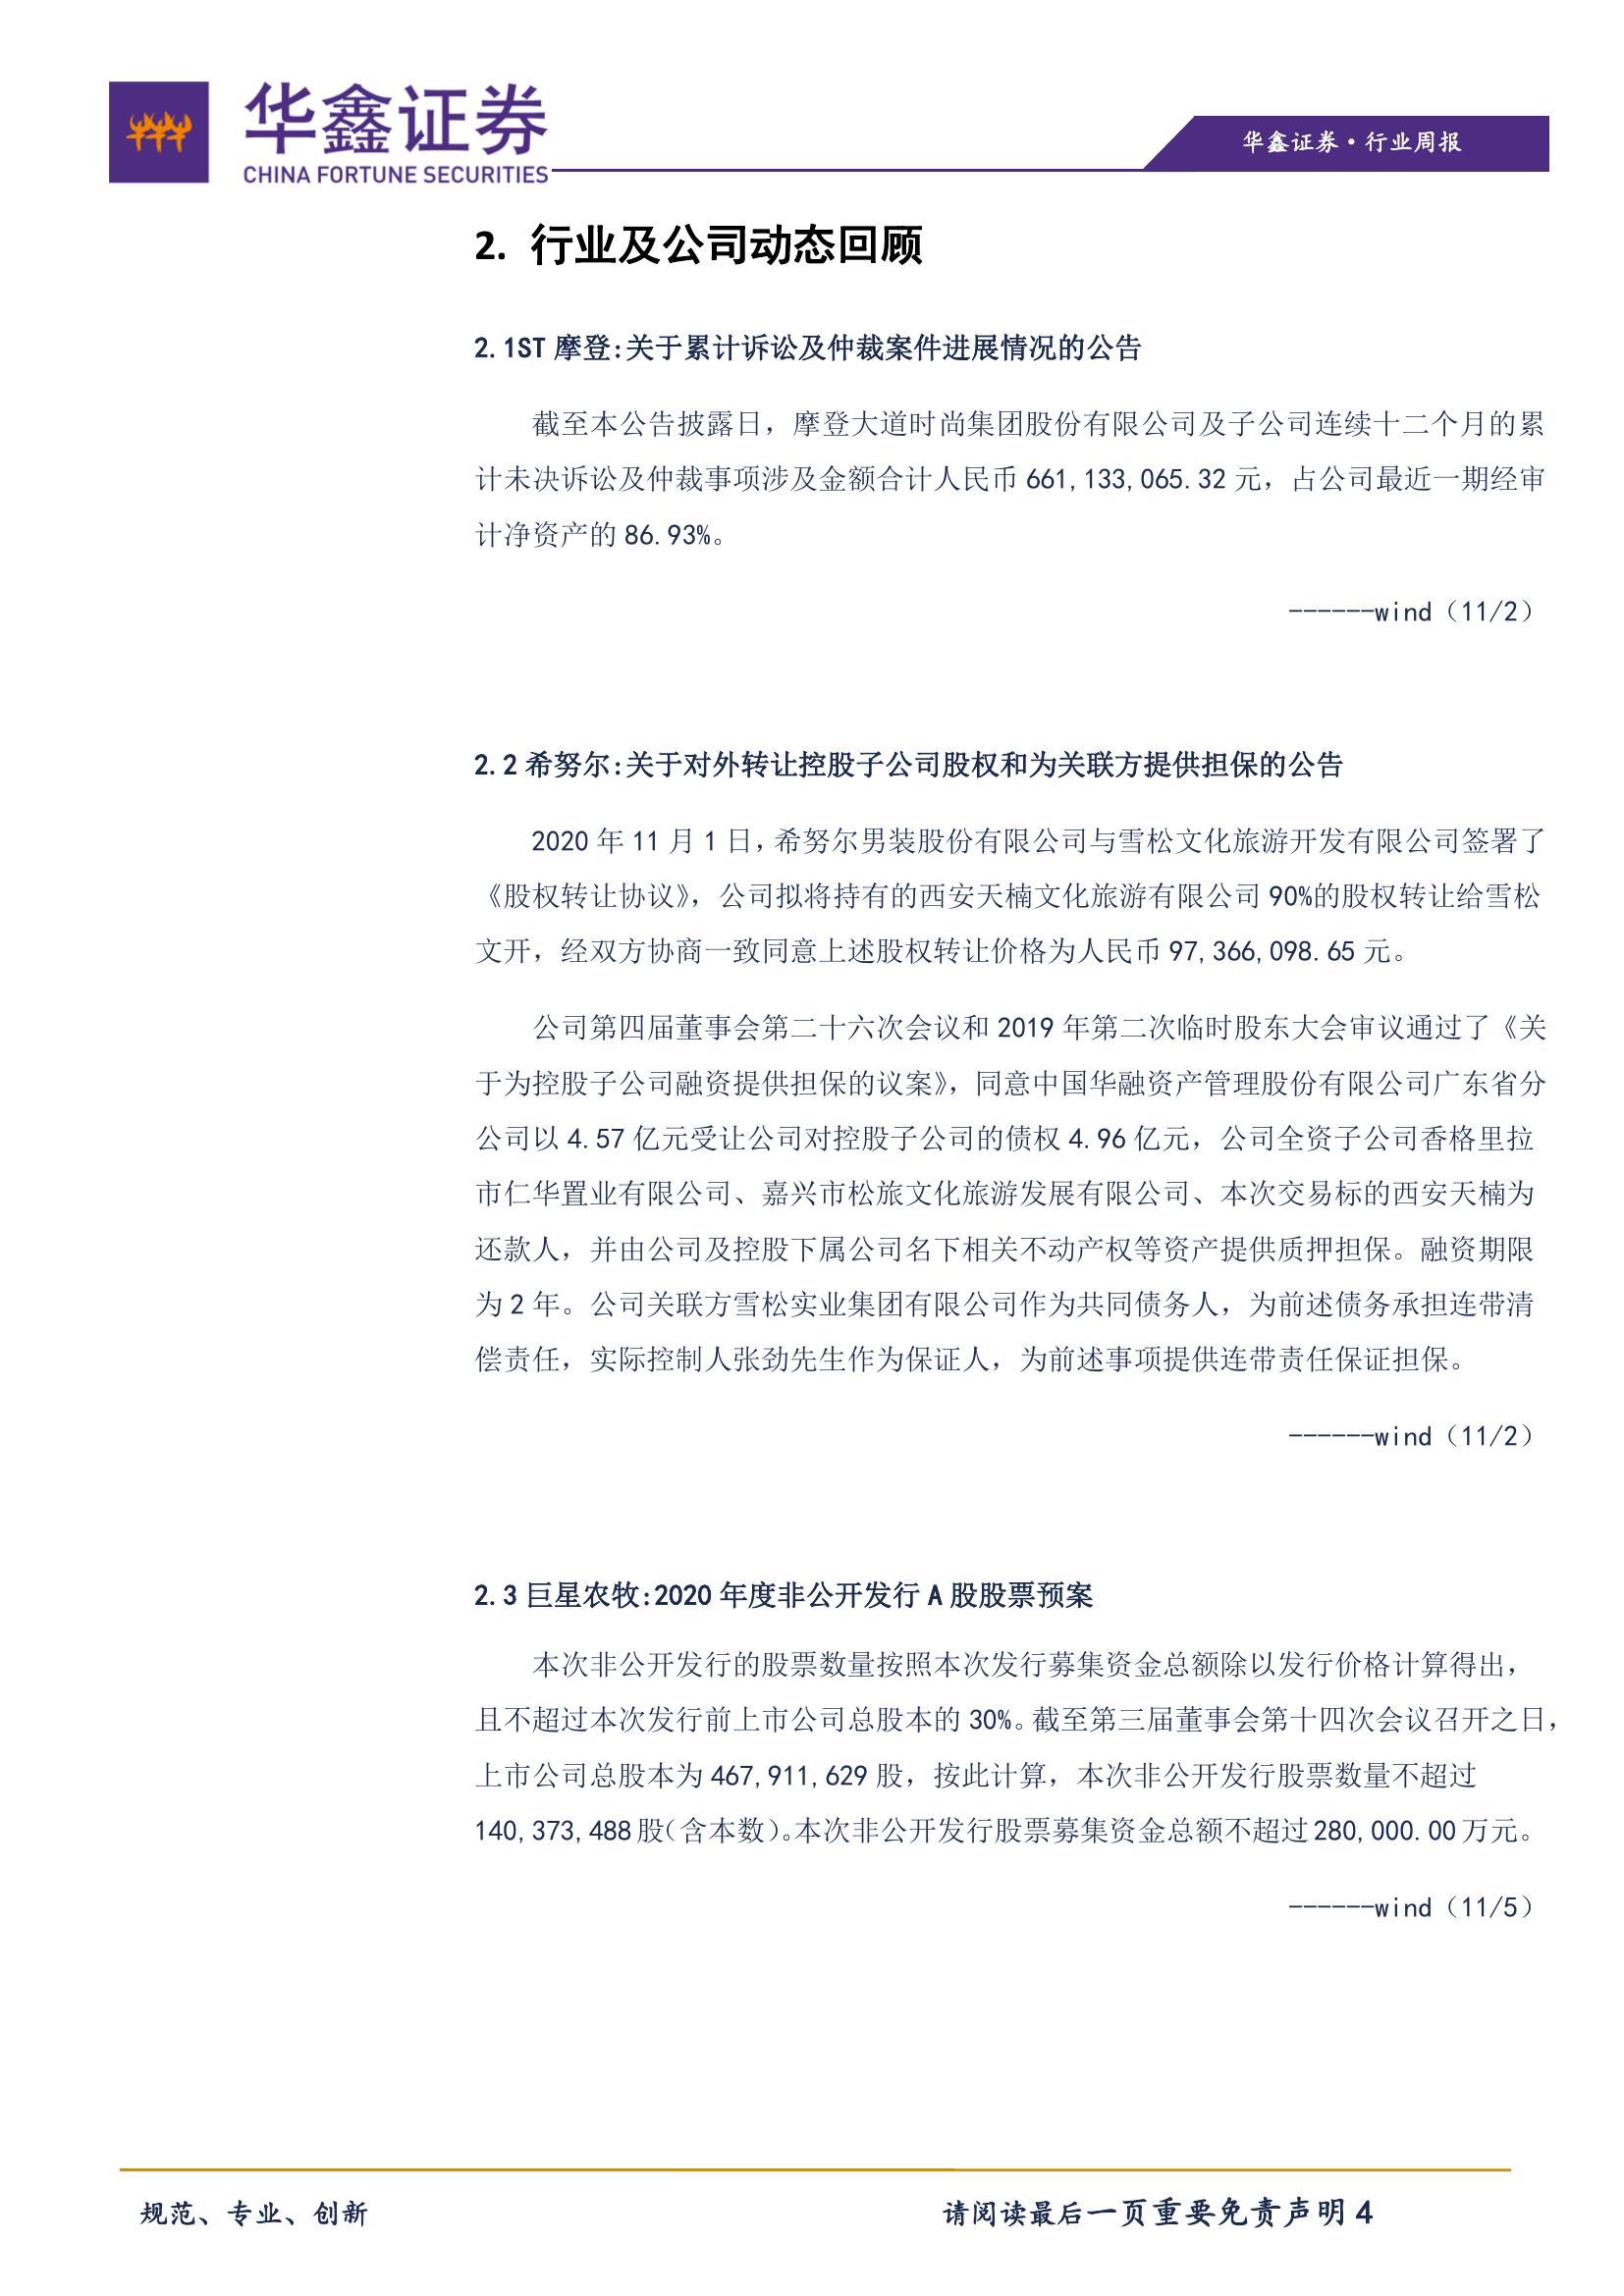 华鑫证券
CHINA FORTUNE SECURITIES
华鑫证券·行业周报
2. 行业及公司动态回顾
2.1ST 摩登:关于累计诉讼及仲裁案件进展情况的公告
截至本公告披露日，摩登大道时尚集团股份有限公司及子公司连续十二个月的累
计未决诉讼及仲裁事项涉及金额合计人民币 661,133,065.32 元，占公司最近一期经审
计净资产的 86.93%。
------wind（11/2）
2.2 希努尔:关于对外转让控股子公司股权和为关联方提供担保的公告
2020 年 11 月 1 日，希努尔男装股份有限公司与雪松文化旅游开发有限公司签署了
《股权转让协议》，公司拟将持有的西安天楠文化旅游有限公司 90%的股权转让给雪松
文开，经双方协商一致同意上述股权转让价格为人民币 97,366,098.65 元。
公司第四届董事会第二十六次会议和 2019 年第二次临时股东大会审议通过了《关
于为控股子公司融资提供担保的议案》，同意中国华融资产管理股份有限公司广东省分
公司以 4.57 亿元受让公司对控股子公司的债权 4.96 亿元，公司全资子公司香格里拉
市仁华置业有限公司、嘉兴市松旅文化旅游发展有限公司、本次交易标的西安天楠为
还款人，并由公司及控股下属公司名下相关不动产权等资产提供质押担保。融资期限
为 2 年。公司关联方雪松实业集团有限公司作为共同债务人，为前述债务承担连带清
偿责任，实际控制人张劲先生作为保证人，为前述事项提供连带责任保证担保。
------wind（11/2）
2.3 巨星农牧:2020 年度非公开发行 A 股股票预案
本次非公开发行的股票数量按照本次发行募集资金总额除以发行价格计算得出，
且不超过本次发行前上市公司总股本的 30%。截至第三届董事会第十四次会议召开之日，
上市公司总股本为 467,911,629 股，按此计算，本次非公开发行股票数量不超过
140,373,488 股（含本数）。本次非公开发行股票募集资金总额不超过 280,000.00 万元。
------wind（11/5）
规范、专业、创新
请阅读最后一页重要免责声明 4